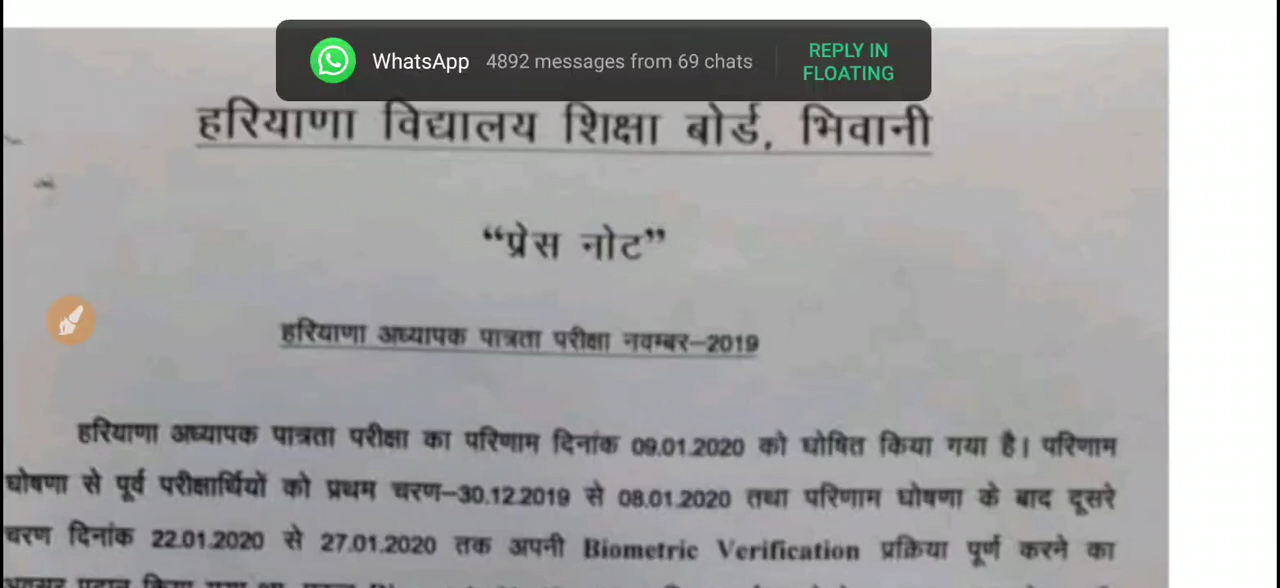 WhatsApp 4892 messages from 69 chats REPLY IN FLOATING
हरियाणा विद्यालय शिक्षा बोर्ड, भिवानी
“प्रेस नोट”
हरियाणा अध्यापक पात्रता परीक्षा नवम्बर–2019
हरियाणा अध्यापक पात्रता परीक्षा का परिणाम दिनांक 09.01.2020 को घोषित किया गया है। परिणाम
घोषणा से पूर्व परीक्षार्थियों को प्रथम चरण–30.12.2019 से 08.01.2020 तथा परिणाम घोषणा के बाद दूसरे
चरण दिनांक 22.01.2020 से 27.01.2020 तक अपनी Biometric Verification प्रक्रिया पूर्ण करने का